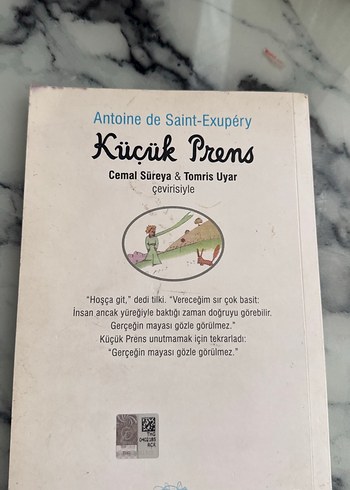 Antoine de Saint-Exupéry
Küçük Prens
Cemal Süreya & Tomris Uyar
çevirisiyle
"Hoşça git," dedi tilki. "Vereceğim sır çok basit:
İnsan ancak yüreğiyle baktığı zaman doğruyu görebilir.
Gerçeğin mayası gözle görülmez."
Küçük Prens unutmamak için tekrarladı:
"Gerçeğin mayası gözle görülmez."